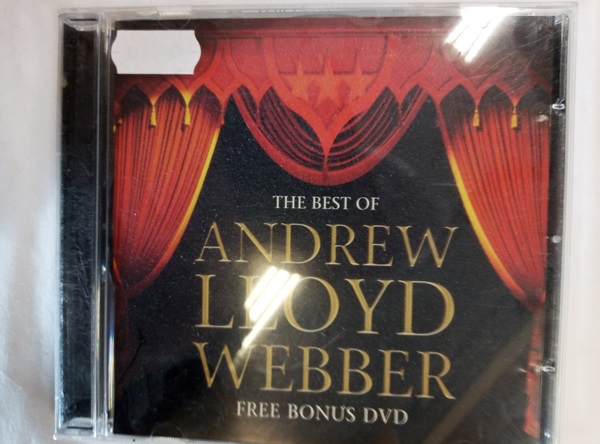 THE BEST OF
ANDREW
LLOYD
WEBBER
FREE BONUS DVD